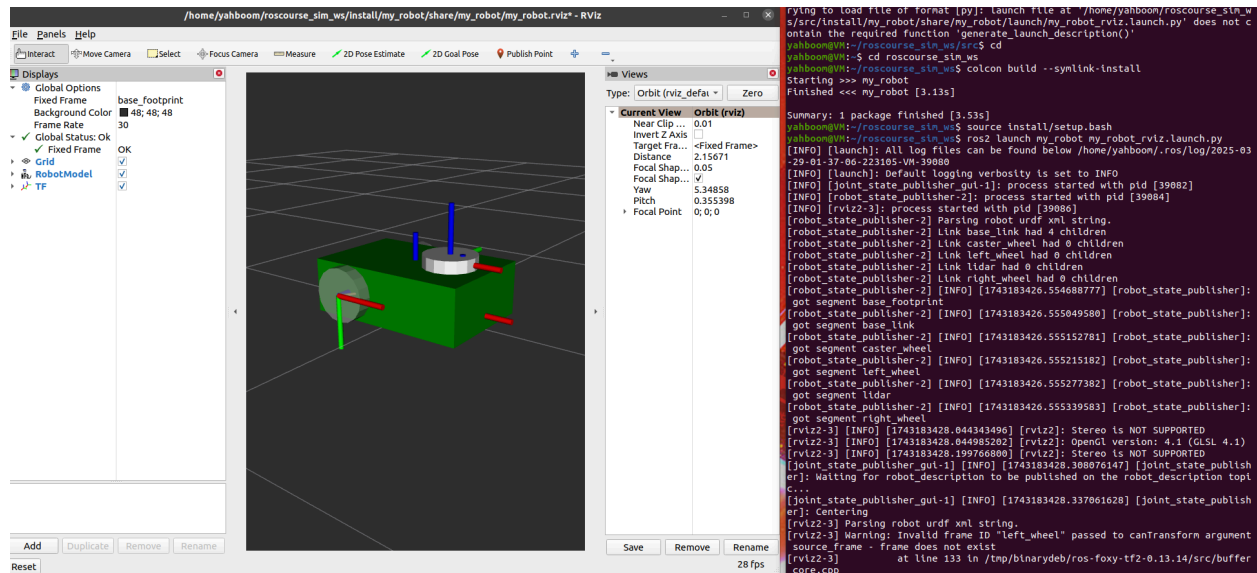 /home/yahboom/roscourse_sim_ws/install/my_robot/share/my_robot/my_robot.rviz* - RViz
File Panels Help
Interact Move Camera Select Focus Camera Measure 2D Pose Estimate 2D Goal Pose Publish Point
Displays
Global Options
Fixed Frame base_footprint
Background Color 48; 48; 48
Frame Rate 30
Global Status: Ok
Fixed Frame OK
Grid
RobotModel
TF
Add Duplicate Remove Rename
Reset
Views
Type: Orbit (rviz_defau Zero
Current View Orbit (rviz)
Near Clip ... 0.01
Invert Z Axis
Target Fra... <Fixed Frame>
Distance 2.15671
Focal Shap... 0.05
Focal Shap...
Yaw 5.34858
Pitch 0.355398
Focal Point 0; 0; 0
Save Remove Rename
28 fps
rying to load file of format [py]: launch file at '/home/yahboom/roscourse_sim_w
s/src/install/my_robot/share/my_robot/launch/my_robot_rviz.launch.py' does not c
ontain the required function 'generate_launch_description()'
yahboom@VM:~/roscourse_sim_ws/src$ cd
yahboom@VM:~$ cd roscourse_sim_ws
yahboom@VM:~/roscourse_sim_ws$ colcon build --symlink-install
Starting >>> my_robot
Finished <<< my_robot [3.13s]
Summary: 1 package finished [3.53s]
yahboom@VM:~/roscourse_sim_ws$ source install/setup.bash
yahboom@VM:~/roscourse_sim_ws$ ros2 launch my_robot my_robot_rviz.launch.py
[INFO] [launch]: All log files can be found below /home/yahboom/.ros/log/2025-03
-29-01-37-06-223105-VM-39080
[INFO] [launch]: Default logging verbosity is set to INFO
[INFO] [joint_state_publisher_gui-1]: process started with pid [39082]
[INFO] [robot_state_publisher-2]: process started with pid [39084]
[INFO] [rviz2-3]: process started with pid [39086]
[robot_state_publisher-2] Parsing robot urdf xml string.
[robot_state_publisher-2] Link base_link had 4 children
[robot_state_publisher-2] Link caster_wheel had 0 children
[robot_state_publisher-2] Link left_wheel had 0 children
[robot_state_publisher-2] Link lidar had 0 children
[robot_state_publisher-2] Link right_wheel had 0 children
[robot_state_publisher-2] [INFO] [1743183426.554688777] [robot_state_publisher]:
got segment base_footprint
[robot_state_publisher-2] [INFO] [1743183426.555049580] [robot_state_publisher]:
got segment base_link
[robot_state_publisher-2] [INFO] [1743183426.555152781] [robot_state_publisher]:
got segment caster_wheel
[robot_state_publisher-2] [INFO] [1743183426.555215182] [robot_state_publisher]:
got segment left_wheel
[robot_state_publisher-2] [INFO] [1743183426.555277382] [robot_state_publisher]:
got segment lidar
[robot_state_publisher-2] [INFO] [1743183426.555339583] [robot_state_publisher]:
got segment right_wheel
[rviz2-3] [INFO] [1743183428.044343496] [rviz2]: Stereo is NOT SUPPORTED
[rviz2-3] [INFO] [1743183428.044985202] [rviz2]: OpenGl version: 4.1 (GLSL 4.1)
[rviz2-3] [INFO] [1743183428.199766800] [rviz2]: Stereo is NOT SUPPORTED
[joint_state_publisher_gui-1] [INFO] [1743183428.308076147] [joint_state_publish
er]: Waiting for robot_description to be published on the robot_description topi
c...
[joint_state_publisher_gui-1] [INFO] [1743183428.337061628] [joint_state_publish
er]: Centering
[rviz2-3] Parsing robot urdf xml string.
[rviz2-3] Warning: Invalid frame ID "left_wheel" passed to canTransform argument
source_frame - frame does not exist
[rviz2-3] at line 133 in /tmp/binarydeb/ros-foxy-tf2-0.13.14/src/buffer
_core.cpp